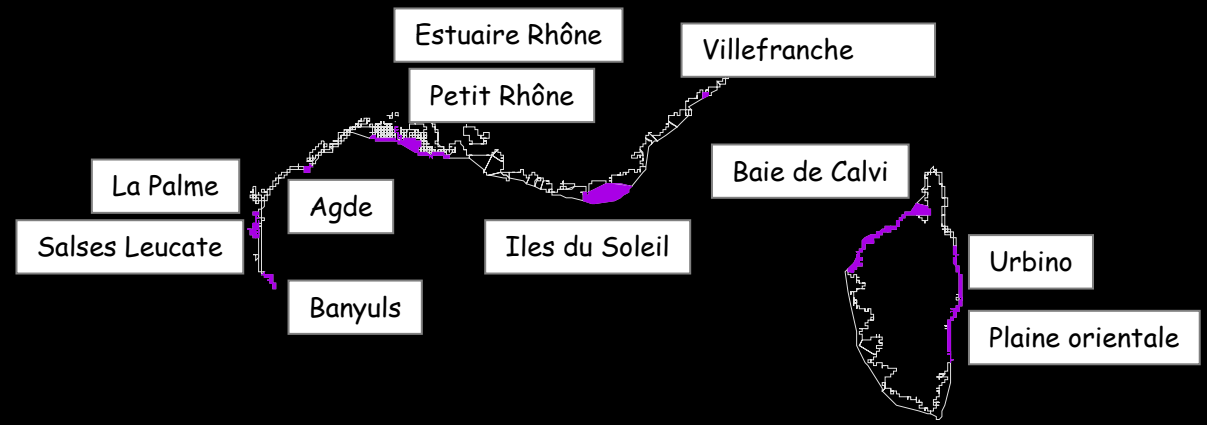 Estuaire Rhône
Villefranche
Petit Rhône
Baie de Calvi
La Palme
Agde
Salses Leucate
Iles du Soleil
Urbino
Banyuls
Plaine orientale